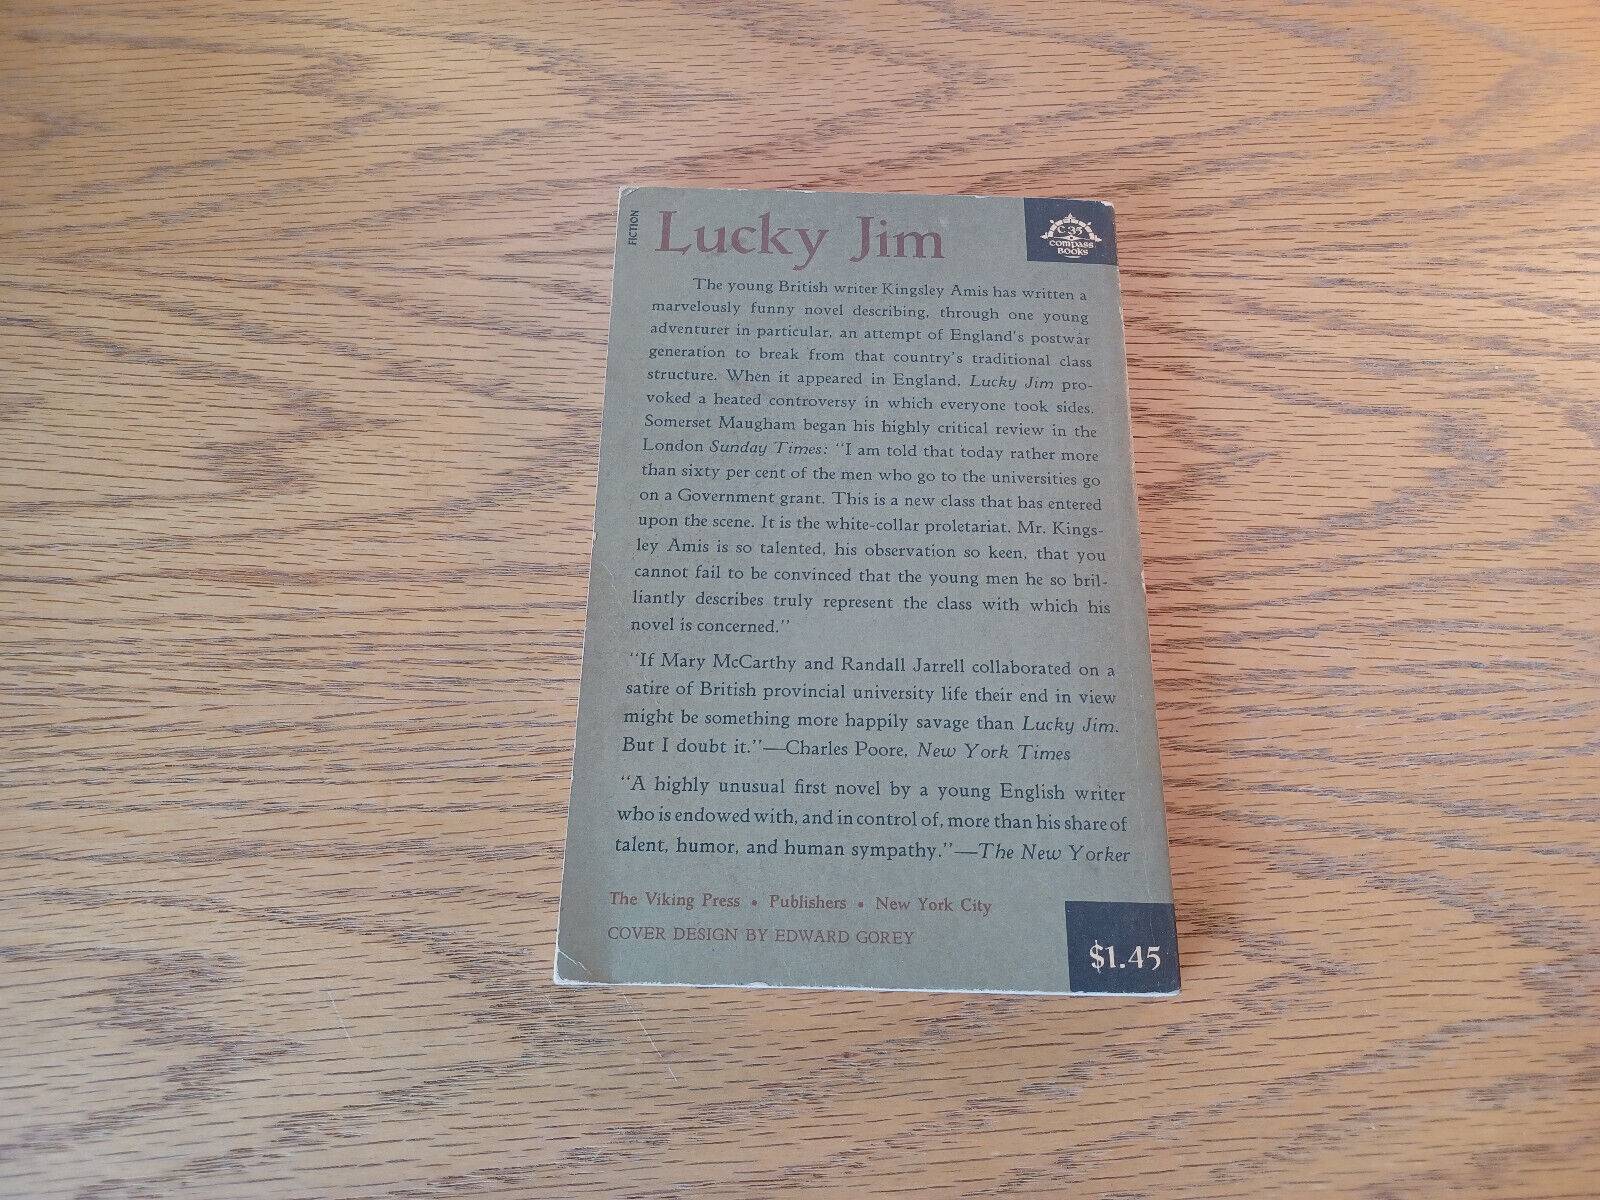 FICTION
Lucky Jim
C 35
COMPASS
BOOKS
The young British writer Kingsley Amis has written a
marvelously funny novel describing, through one young
adventurer in particular, an attempt of England's postwar
generation to break from that country's traditional class
structure. When it appeared in England, Lucky Jim pro-
voked a heated controversy in which everyone took sides.
Somerset Maugham began his highly critical review in the
London Sunday Times: "I am told that today rather more
than sixty per cent of the men who go to the universities go
on a Government grant. This is a new class that has entered
upon the scene. It is the white-collar proletariat. Mr. Kings-
ley Amis is so talented, his observation so keen, that you
cannot fail to be convinced that the young men he so bril-
liantly describes truly represent the class with which his
novel is concerned."
"If Mary McCarthy and Randall Jarrell collaborated on a
satire of British provincial university life their end in view
might be something more happily savage than Lucky Jim.
But I doubt it."—Charles Poore, New York Times
"A highly unusual first novel by a young English writer
who is endowed with, and in control of, more than his share of
talent, humor, and human sympathy."—The New Yorker
The Viking Press • Publishers • New York City
COVER DESIGN BY EDWARD GOREY
$1.45